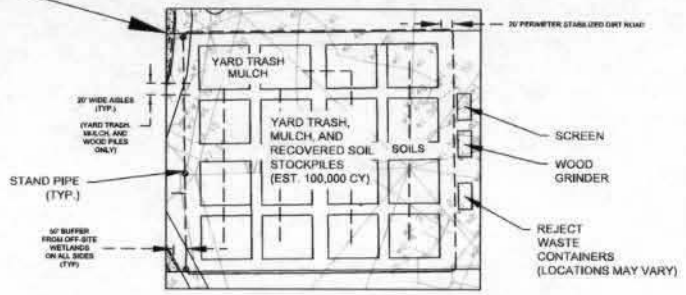 20' PERIMETER STABILIZED DIRT ROAD
YARD TRASH
MULCH
20' WIDE AISLES
(TYP.)
(YARD TRASH,
MULCH, AND
WOOD PILES
ONLY)
YARD TRASH,
MULCH, AND
RECOVERED SOIL
STOCKPILES
(EST. 100,000 CY)
SOILS
SCREEN
WOOD
GRINDER
STAND PIPE
(TYP.)
50' BUFFER
FROM OFF-SITE
WETLANDS
ON ALL SIDES
(TYP)
REJECT
WASTE
CONTAINERS
(LOCATIONS MAY VARY)